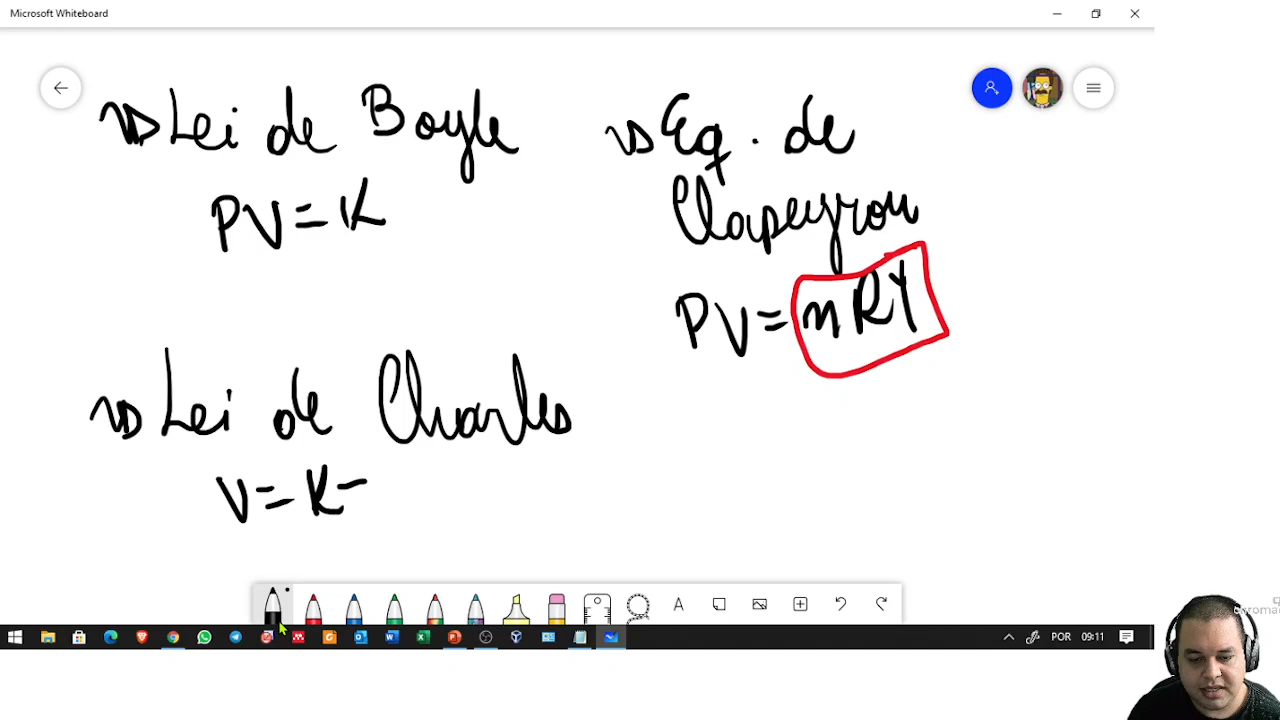 Microsoft Whiteboard
Lei de Boyle
PV = K
Eq. de
Clapeyron
PV = nRT
Lei de Charles
V = K-
A
POR 09:11